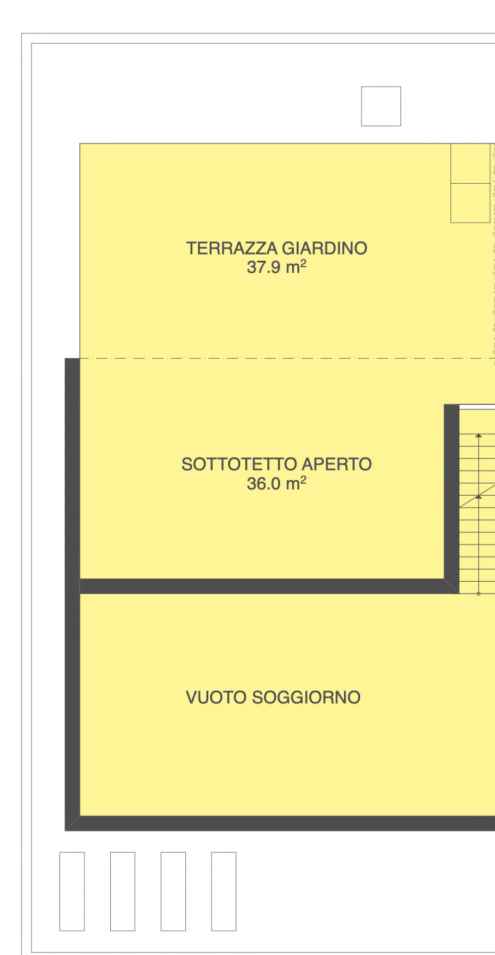 TERRAZZA GIARDINO
37.9 m²
SOTTOTETTO APERTO
36.0 m²
VUOTO SOGGIORNO